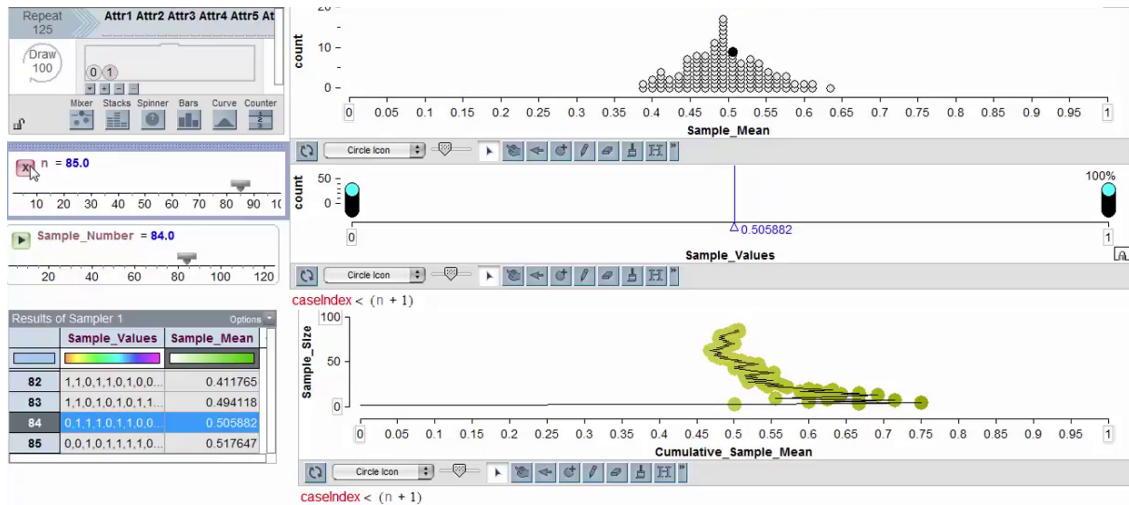 Repeat
125
Attr1 Attr2 Attr3 Attr4 Attr5 At
Draw
100
0 1
Mixer Stacks Spinner Bars Curve Counter
n = 85.0
10 20 30 40 50 60 70 80 90 1(
Sample_Number = 84.0
20 40 60 80 100 120
Results of Sampler 1 Options
Sample_Values Sample_Mean
82 1,1,0,1,1,0,1,0,0... 0.411765
83 1,1,0,1,0,1,0,1,1... 0.494118
84 0,1,1,1,0,1,1,0,0... 0.505882
85 0,0,1,0,1,1,1,1,0... 0.517647
20
10
0
count
0 0.05 0.1 0.15 0.2 0.25 0.3 0.35 0.4 0.45 0.5 0.55 0.6 0.65 0.7 0.75 0.8 0.85 0.9 0.95 1
Sample_Mean
Circle Icon
50
0
count
100%
0.505882
0 1
Sample_Values
Circle Icon
caseIndex < (n + 1)
100
50
0
Sample_Size
0 0.05 0.1 0.15 0.2 0.25 0.3 0.35 0.4 0.45 0.5 0.55 0.6 0.65 0.7 0.75 0.8 0.85 0.9 0.95 1
Cumulative_Sample_Mean
Circle Icon
caseIndex < (n + 1)